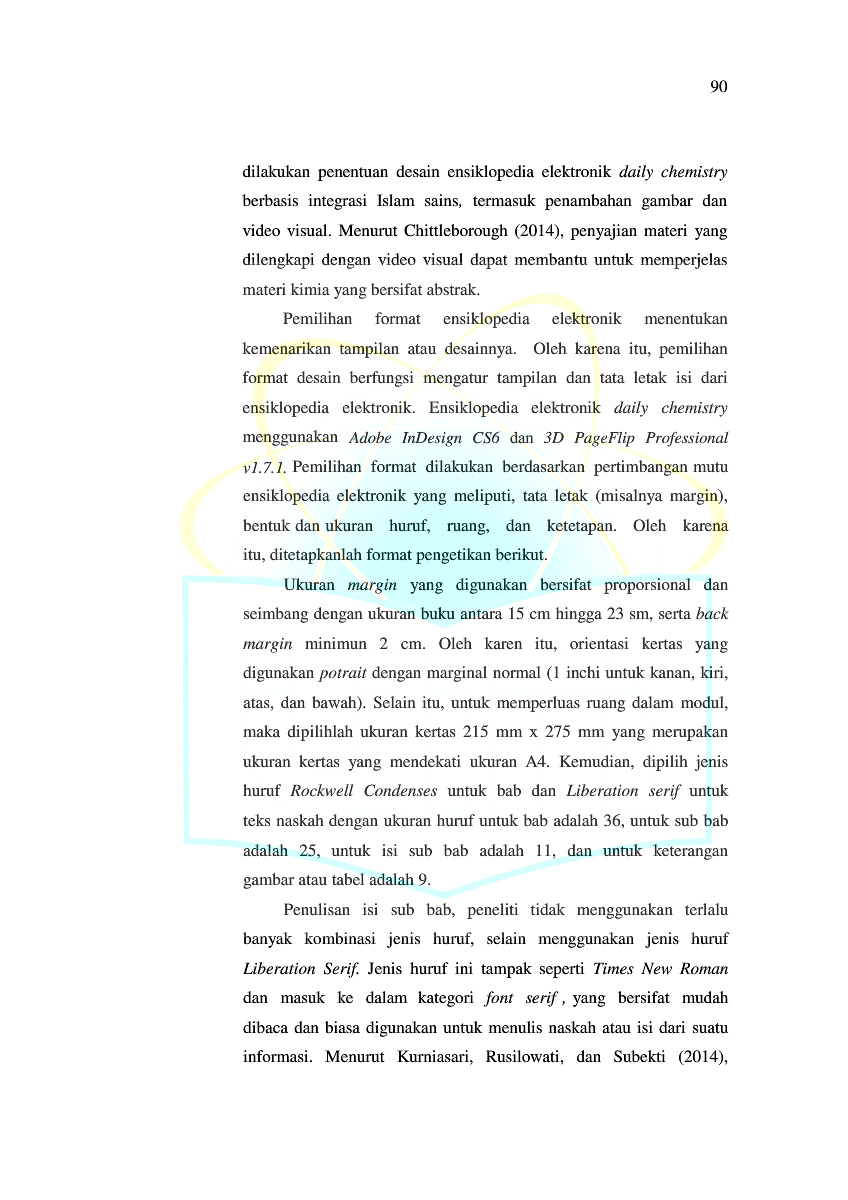 90
dilakukan penentuan desain ensiklopedia elektronik daily chemistry
berbasis integrasi Islam sains, termasuk penambahan gambar dan
video visual. Menurut Chittleborough (2014), penyajian materi yang
dilengkapi dengan video visual dapat membantu untuk memperjelas
materi kimia yang bersifat abstrak.
Pemilihan format ensiklopedia elektronik menentukan
kemenarikan tampilan atau desainnya. Oleh karena itu, pemilihan
format desain berfungsi mengatur tampilan dan tata letak isi dari
ensiklopedia elektronik. Ensiklopedia elektronik daily chemistry
menggunakan Adobe InDesign CS6 dan 3D PageFlip Professional
v1.7.1. Pemilihan format dilakukan berdasarkan pertimbangan mutu
ensiklopedia elektronik yang meliputi, tata letak (misalnya margin),
bentuk dan ukuran huruf, ruang, dan ketetapan. Oleh karena
itu, ditetapkanlah format pengetikan berikut.
Ukuran margin yang digunakan bersifat proporsional dan
seimbang dengan ukuran buku antara 15 cm hingga 23 sm, serta back
margin minimun 2 cm. Oleh karen itu, orientasi kertas yang
digunakan potrait dengan marginal normal (1 inchi untuk kanan, kiri,
atas, dan bawah). Selain itu, untuk memperluas ruang dalam modul,
maka dipilihlah ukuran kertas 215 mm x 275 mm yang merupakan
ukuran kertas yang mendekati ukuran A4. Kemudian, dipilih jenis
huruf Rockwell Condenses untuk bab dan Liberation serif untuk
teks naskah dengan ukuran huruf untuk bab adalah 36, untuk sub bab
adalah 25, untuk isi sub bab adalah 11, dan untuk keterangan
gambar atau tabel adalah 9.
Penulisan isi sub bab, peneliti tidak menggunakan terlalu
banyak kombinasi jenis huruf, selain menggunakan jenis huruf
Liberation Serif. Jenis huruf ini tampak seperti Times New Roman
dan masuk ke dalam kategori font serif , yang bersifat mudah
dibaca dan biasa digunakan untuk menulis naskah atau isi dari suatu
informasi. Menurut Kurniasari, Rusilowati, dan Subekti (2014),